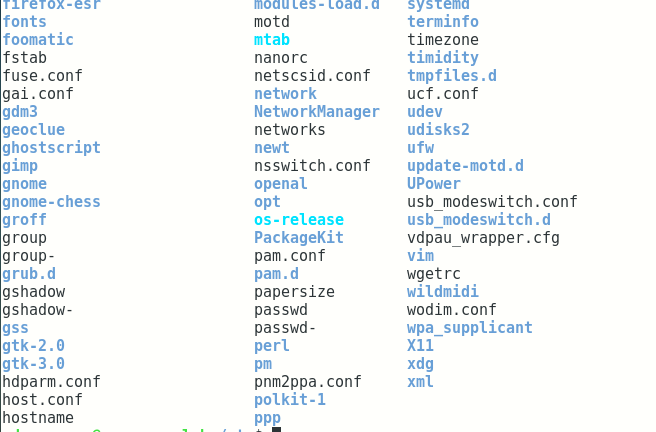 firefox-esr modules-load.d systemd
fonts motd terminfo
foomatic mtab timezone
fstab nanorc timidity
fuse.conf netscsid.conf tmpfiles.d
gai.conf network ucf.conf
gdm3 NetworkManager udev
geoclue networks udisks2
ghostscript newt ufw
gimp nsswitch.conf update-motd.d
gnome openal UPower
gnome-chess opt usb_modeswitch.conf
groff os-release usb_modeswitch.d
group PackageKit vdpau_wrapper.cfg
group- pam.conf vim
grub.d pam.d wgetrc
gshadow papersize wildmidi
gshadow- passwd wodim.conf
gss passwd- wpa_supplicant
gtk-2.0 perl X11
gtk-3.0 pm xdg
hdparm.conf pnm2ppa.conf xml
host.conf polkit-1
hostname ppp